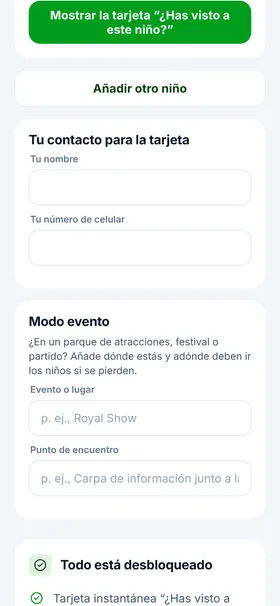 Mostrar la tarjeta “¿Has visto a
este niño?”
Añadir otro niño
Tu contacto para la tarjeta
Tu nombre
Tu número de celular
Modo evento
¿En un parque de atracciones, festival o
partido? Añade dónde estás y adónde deben ir
los niños si se pierden.
Evento o lugar
p. ej., Royal Show
Punto de encuentro
p. ej., Carpa de información junto a
Todo está desbloqueado
Tarjeta instantánea “¿Has visto a